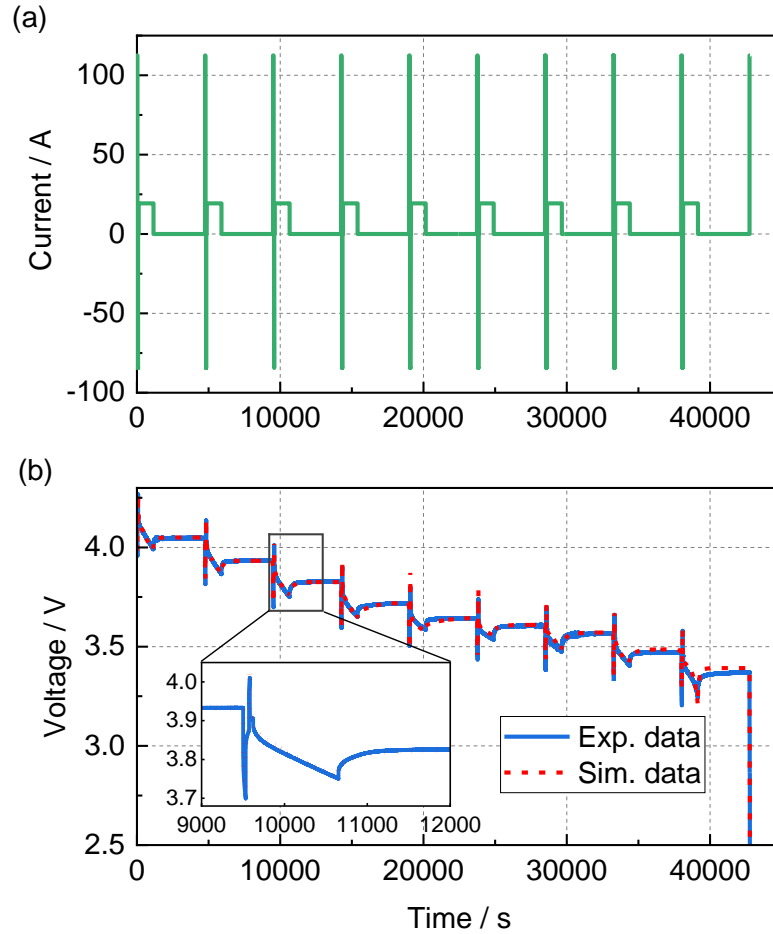 (a)
100
50
0
-50
-100
Current / A
0 10000 20000 30000 40000
(b)
4.0
3.5
3.0
2.5
Voltage / V
4.0
3.9
3.8
3.7
9000 10000 11000 12000
Exp. data
Sim. data
0 10000 20000 30000 40000
Time / s